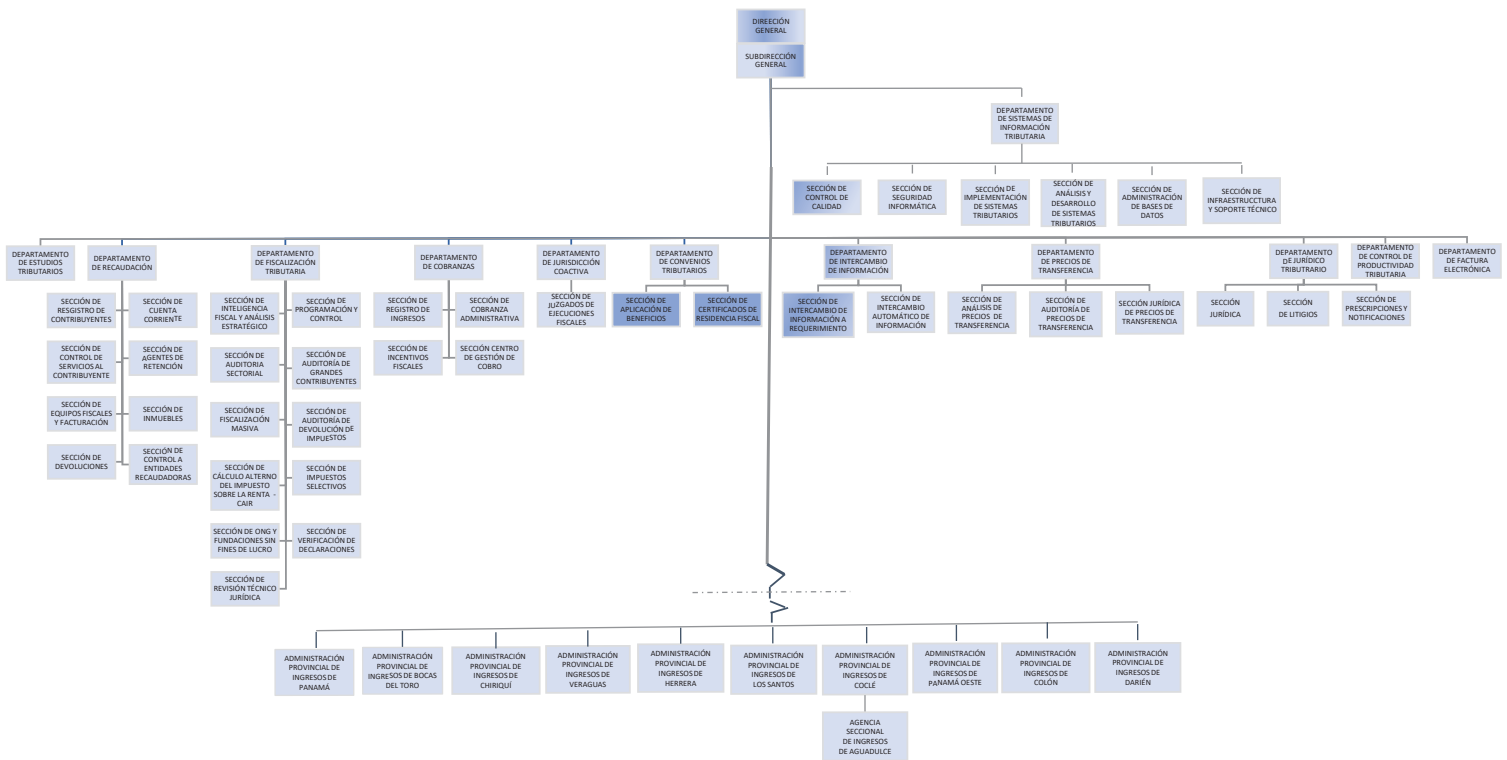 DIREECIÓN
GENERAL
SUBDIRECCIÓN
GENERAL
DEPARTAMENTO
DE SISTEMAS DE
INFORMACIÓN
TRIBUTARIA
SECCIÓN DE
CONTROL DE
CALIDAD
SECCIÓN DE
SEGURIDAD
INFORMÁTICA
SECCIÓN DE
IMPLEMENTACIÓN
DE SISTEMAS
TRIBUTARIOS
SECCIÓN DE
ANÁLISIS Y
DESARROLLO
DE SISTEMAS
TRIBUTARIOS
SECCIÓN DE
ADMINISTRACIÓN
DE BASES DE
DATOS
SECCIÓN DE
INFRAESTRUCCTURA
Y SOPORTE TÉCNICO
DEPARTAMENTO
DE ESTUDIOS
TRIBUTARIOS
DEPARTAMENTO
DE RECAUDACIÓN
DEPARTAMENTO
DE FISCALIZACIÓN
TRIBUTARIA
DEPARTAMENTO
DE COBRANZAS
DEPARTAMENTO
DE JURISDICCIÓN
COACTIVA
DEPARTAMENTO
DE CONVENIOS
TRIBUTARIOS
DEPARTAMENTO
DE INTERCAMBIO
DE INFORMACIÓN
DEPARTAMENTO
DE PRECIOS DE
TRANSFERENCIA
DEPARTAMENTO
DE JURÍDICO
TRIBUTRARIO
DEPARTAMENTO
DE CONTROL DE
PRODUCTIVIDAD
TRIBUTARIA
DEPARTAMENTO
DE FACTURA
ELECTRÓNICA
SECCIÓN DE
REGISTRO DE
CONTRIBUYENTES
SECCIÓN DE
CUENTA
CORRIENTE
SECCIÓN DE
CONTROL DE
SERVICIOS AL
CONTRIBUYENTE
SECCIÓN DE
AGENTES DE
RETENCIÓN
SECCIÓN DE
EQUIPOS FISCALES
Y FACTURACIÓN
SECCIÓN DE
INMUEBLES
SECCIÓN DE
DEVOLUCIONES
SECCIÓN DE
CONTROL A
ENTIDADES
RECAUDADORAS
SECCIÓN DE
INTELIGENCIA
FISCAL Y ANÁLISIS
ESTRATÉGICO
SECCIÓN DE
PROGRAMACIÓN Y
CONTROL
SECCIÓN DE
AUDITORIA
SECTORIAL
SECCIÓN DE
AUDITORÍA DE
GRANDES
CONTRIBUYENTES
SECCIÓN DE
FISCALIZACIÓN
MASIVA
SECCIÓN DE
AUDITORÍA DE
DEVOLUCIÓN DE
IMPUESTOS
SECCIÓN DE
CÁLCULO ALTERNO
DEL IMPUESTO
SOBRE LA RENTA -
CAIR
SECCIÓN DE
IMPUESTOS
SELECTIVOS
SECCIÓN DE ONG Y
FUNDACIONES SIN
FINES DE LUCRO
SECCIÓN DE
VERIFICACIÓN DE
DECLARACIONES
SECCIÓN DE
REVISIÓN TÉCNICO
JURÍDICA
SECCIÓN DE
REGISTRO DE
INGRESOS
SECCIÓN DE
COBRANZA
ADMINISTRATIVA
SECCIÓN DE
INCENTIVOS
FISCALES
SECCIÓN CENTRO
DE GESTIÓN DE
COBRO
SECCIÓN DE
JUZGADOS DE
EJECUCIONES
FISCALES
SECCIÓN DE
APLICACIÓN DE
BENEFICIOS
SECCIÓN DE
CERTIFICADOS DE
RESIDENCIA FISCAL
SECCIÓN DE
INTERCAMBIO DE
INFORMACIÓN A
REQUERIMIENTO
SECCIÓN DE
INTERCAMBIO
AUTOMÁTICO DE
INFORMACIÓN
SECCIÓN DE
ANÁLISIS DE
PRECIOS DE
TRANSFERENCIA
SECCIÓN DE
AUDITORÍA DE
PRECIOS DE
TRANSFERENCIA
SECCIÓN JURÍDICA
DE PRECIOS DE
TRANSFERENCIA
SECCIÓN
JURÍDICA
SECCIÓN
DE LITIGIOS
SECCIÓN DE
PRESCRIPCIONES Y
NOTIFICACIONES
ADMINISTRACIÓN
PROVINCIAL DE
INGRESOS DE
PANAMÁ
ADMINISTRACIÓN
PROVINCIAL DE
INGRESOS DE BOCAS
DEL TORO
ADMINISTRACIÓN
PROVINCIAL DE
INGRESOS DE
CHIRIQUÍ
ADMINISTRACIÓN
PROVINCIAL DE
INGRESOS DE
VERAGUAS
ADMINISTRACIÓN
PROVINCIAL DE
INGRESOS DE
HERRERA
ADMINISTRACIÓN
PROVINCIAL DE
INGRESOS DE
LOS SANTOS
ADMINISTRACIÓN
PROVINCIAL DE
INGRESOS DE
COCLÉ
ADMINISTRACIÓN
PROVINCIAL DE
INGRESOS DE
PANAMÁ OESTE
ADMINISTRACIÓN
PROVINCIAL DE
INGRESOS DE
COLÓN
ADMINISTRACIÓN
PROVINCIAL DE
INGRESOS DE
DARIÉN
AGENCIA
SECCIONAL
DE INGRESOS
DE AGUADULCE